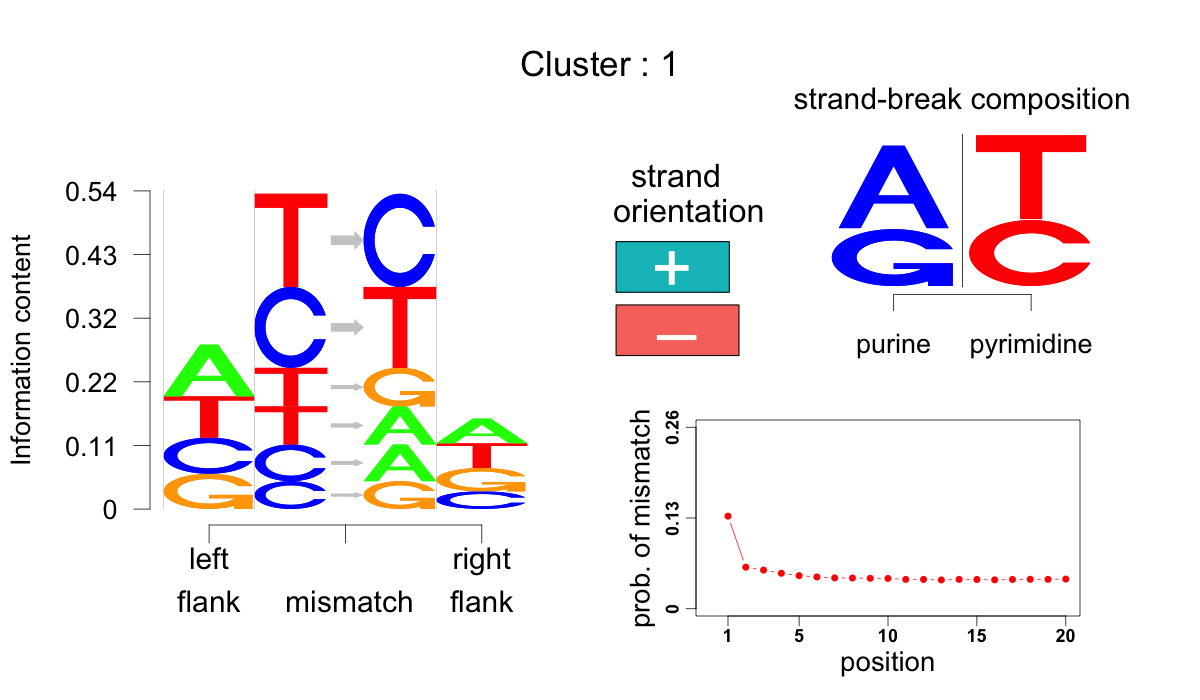 Cluster : 1
strand-break composition
A T
G C
purine pyrimidine
strand
orientation
+
−
Information content
0.54
0.43
0.32
0.22
0.11
0
A
T
C
G
T C
C T
T G
T A
C A
C G
A
T
G
C
left
flank
mismatch
right
flank
prob. of mismatch
0.26
0.13
0
1 5 10 15 20
position